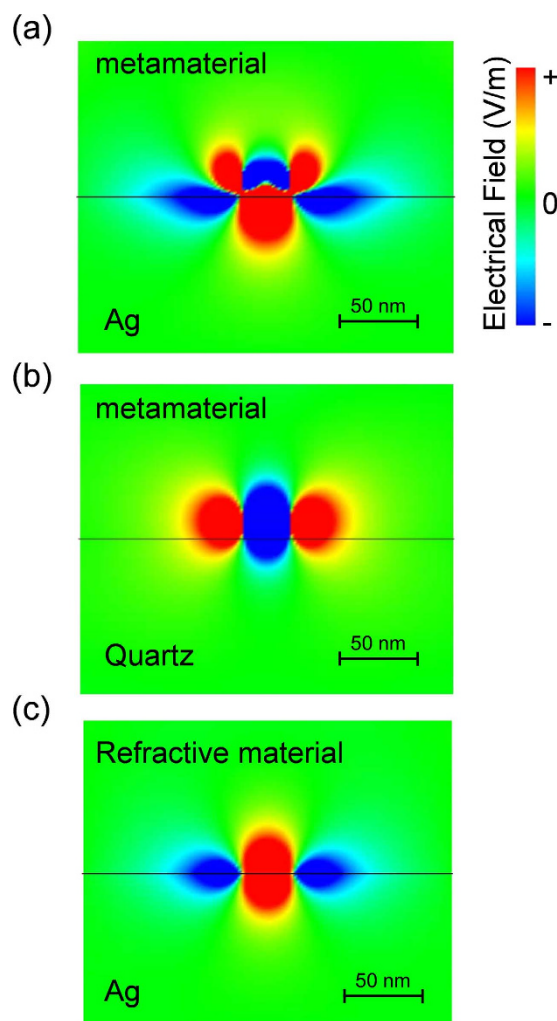 (a)
metamaterial
Ag
50 nm
Electrical Field (V/m)
+
0
-
(b)
metamaterial
Quartz
50 nm
(c)
Refractive material
Ag
50 nm